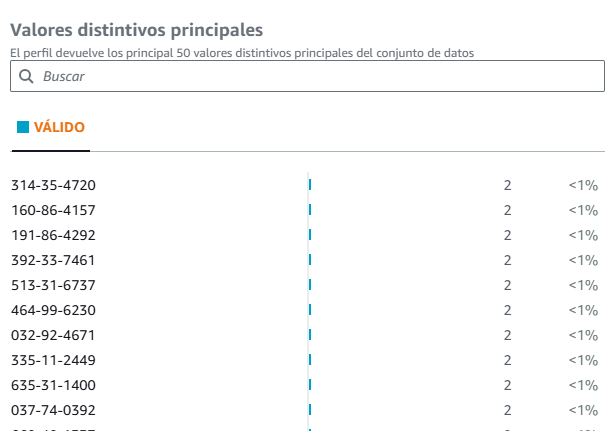 Valores distintivos principales
El perfil devuelve los principal 50 valores distintivos principales del conjunto de datos
Buscar
VÁLIDO
314-35-4720 2 <1%
160-86-4157 2 <1%
191-86-4292 2 <1%
392-33-7461 2 <1%
513-31-6737 2 <1%
464-99-6230 2 <1%
032-92-4671 2 <1%
335-11-2449 2 <1%
635-31-1400 2 <1%
037-74-0392 2 <1%